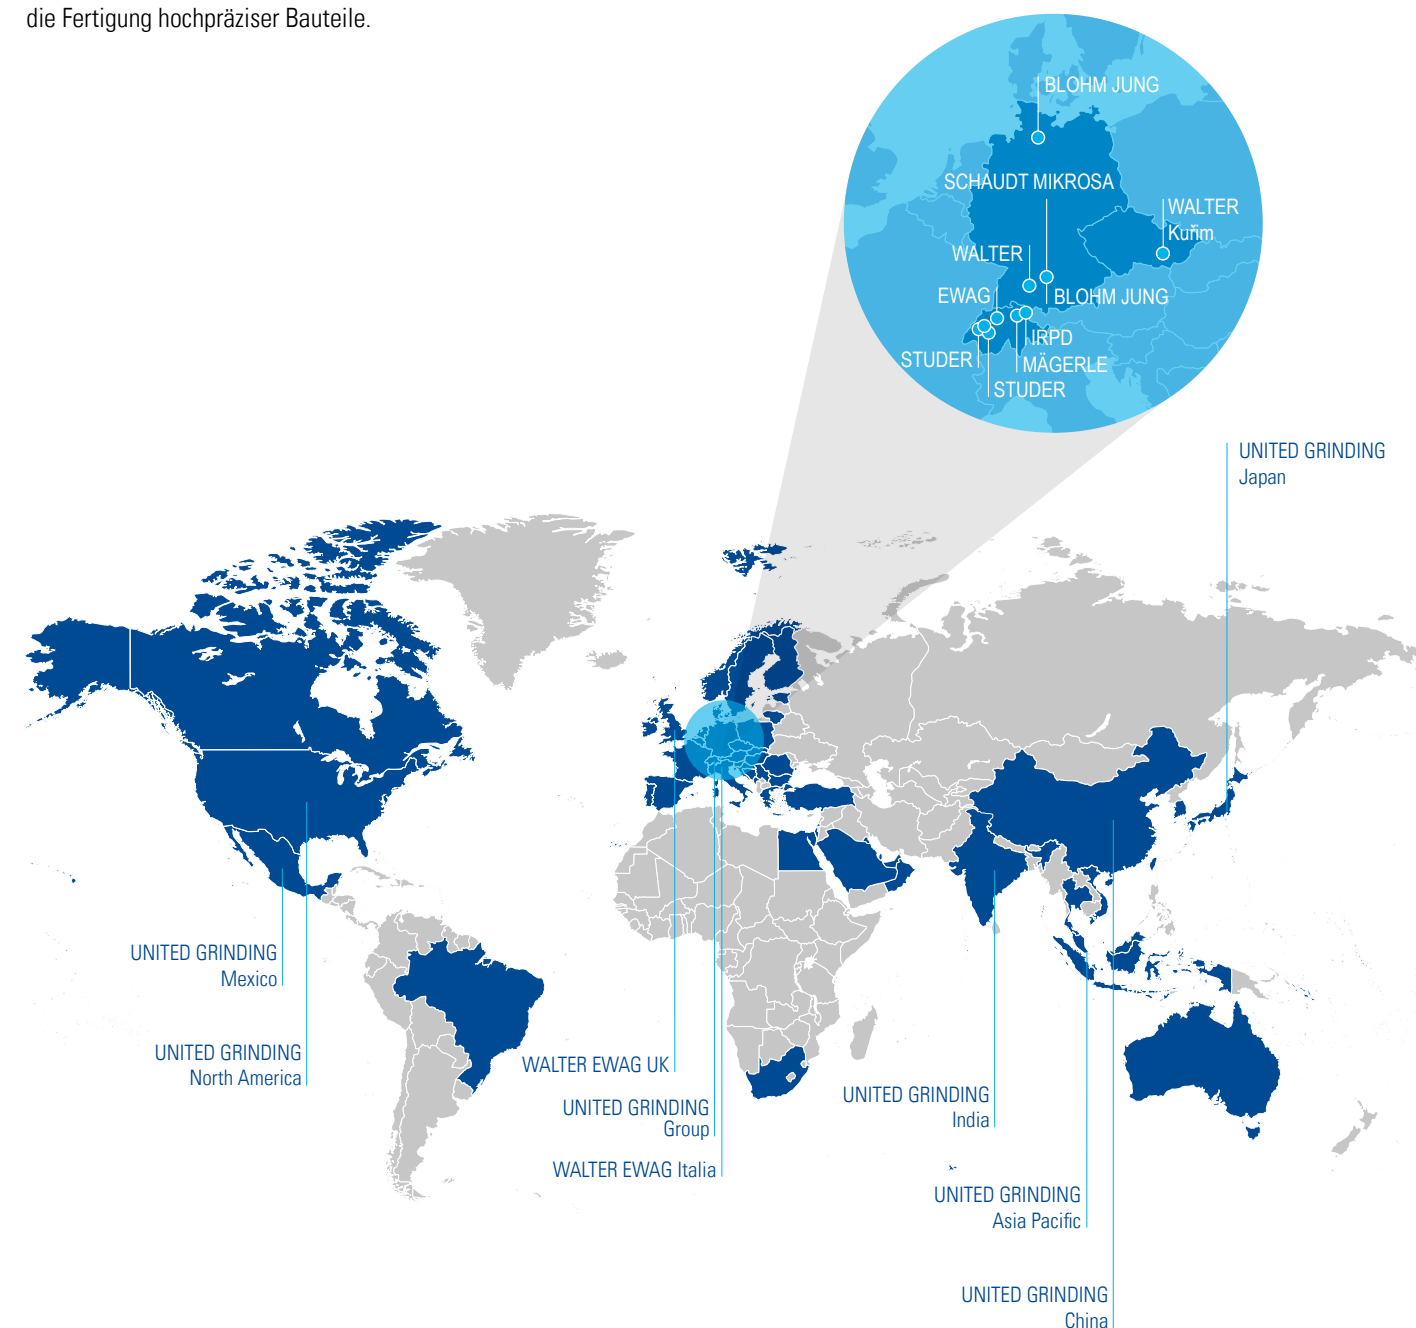 die Fertigung hochpräziser Bauteile.
BLOHM JUNG
SCHAUDT MIKROSA
WALTER
Kuřim
WALTER
EWAG
BLOHM JUNG
IRPD
STUDER
MÄGERLE
STUDER
UNITED GRINDING
Japan
UNITED GRINDING
Mexico
UNITED GRINDING
North America
WALTER EWAG UK
UNITED GRINDING
Group
WALTER EWAG Italia
UNITED GRINDING
India
UNITED GRINDING
Asia Pacific
UNITED GRINDING
China